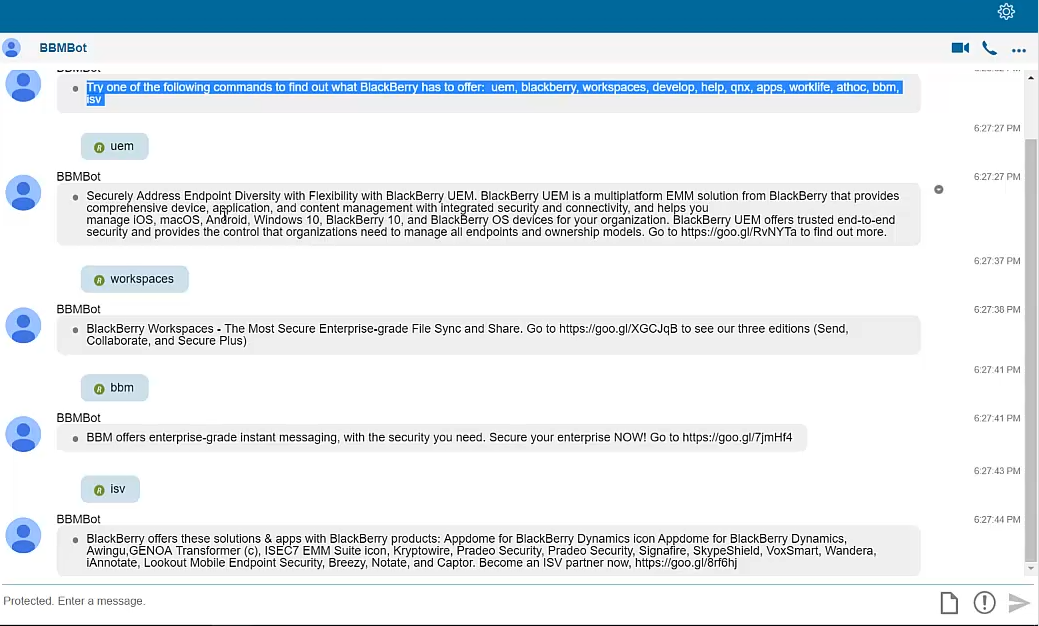 BBMBot
BBMBot
Try one of the following commands to find out what BlackBerry has to offer:  uem, blackberry, workspaces, develop, help, qnx, apps, worklife, athoc, bbm,
isv
6:27:27 PM
R uem
BBMBot
6:27:27 PM
Securely Address Endpoint Diversity with Flexibility with BlackBerry UEM. BlackBerry UEM is a multiplatform EMM solution from BlackBerry that provides
comprehensive device, application, and content management with integrated security and connectivity, and helps you
manage iOS, macOS, Android, Windows 10, BlackBerry 10, and BlackBerry OS devices for your organization. BlackBerry UEM offers trusted end-to-end
security and provides the control that organizations need to manage all endpoints and ownership models. Go to https://goo.gl/RvNYTa to find out more.
6:27:37 PM
R workspaces
BBMBot
6:27:38 PM
BlackBerry Workspaces - The Most Secure Enterprise-grade File Sync and Share. Go to https://goo.gl/XGCJqB to see our three editions (Send,
Collaborate, and Secure Plus)
6:27:41 PM
R bbm
BBMBot
6:27:41 PM
BBM offers enterprise-grade instant messaging, with the security you need. Secure your enterprise NOW! Go to https://goo.gl/7jmHf4
6:27:43 PM
R isv
BBMBot
6:27:44 PM
BlackBerry offers these solutions & apps with BlackBerry products: Appdome for BlackBerry Dynamics icon Appdome for BlackBerry Dynamics,
Awingu,GENOA Transformer (c), ISEC7 EMM Suite icon, Kryptowire, Pradeo Security, Pradeo Security, Signafire, SkypeShield, VoxSmart, Wandera,
iAnnotate, Lookout Mobile Endpoint Security, Breezy, Notate, and Captor. Become an ISV partner now, https://goo.gl/8rf6hj
Protected. Enter a message.